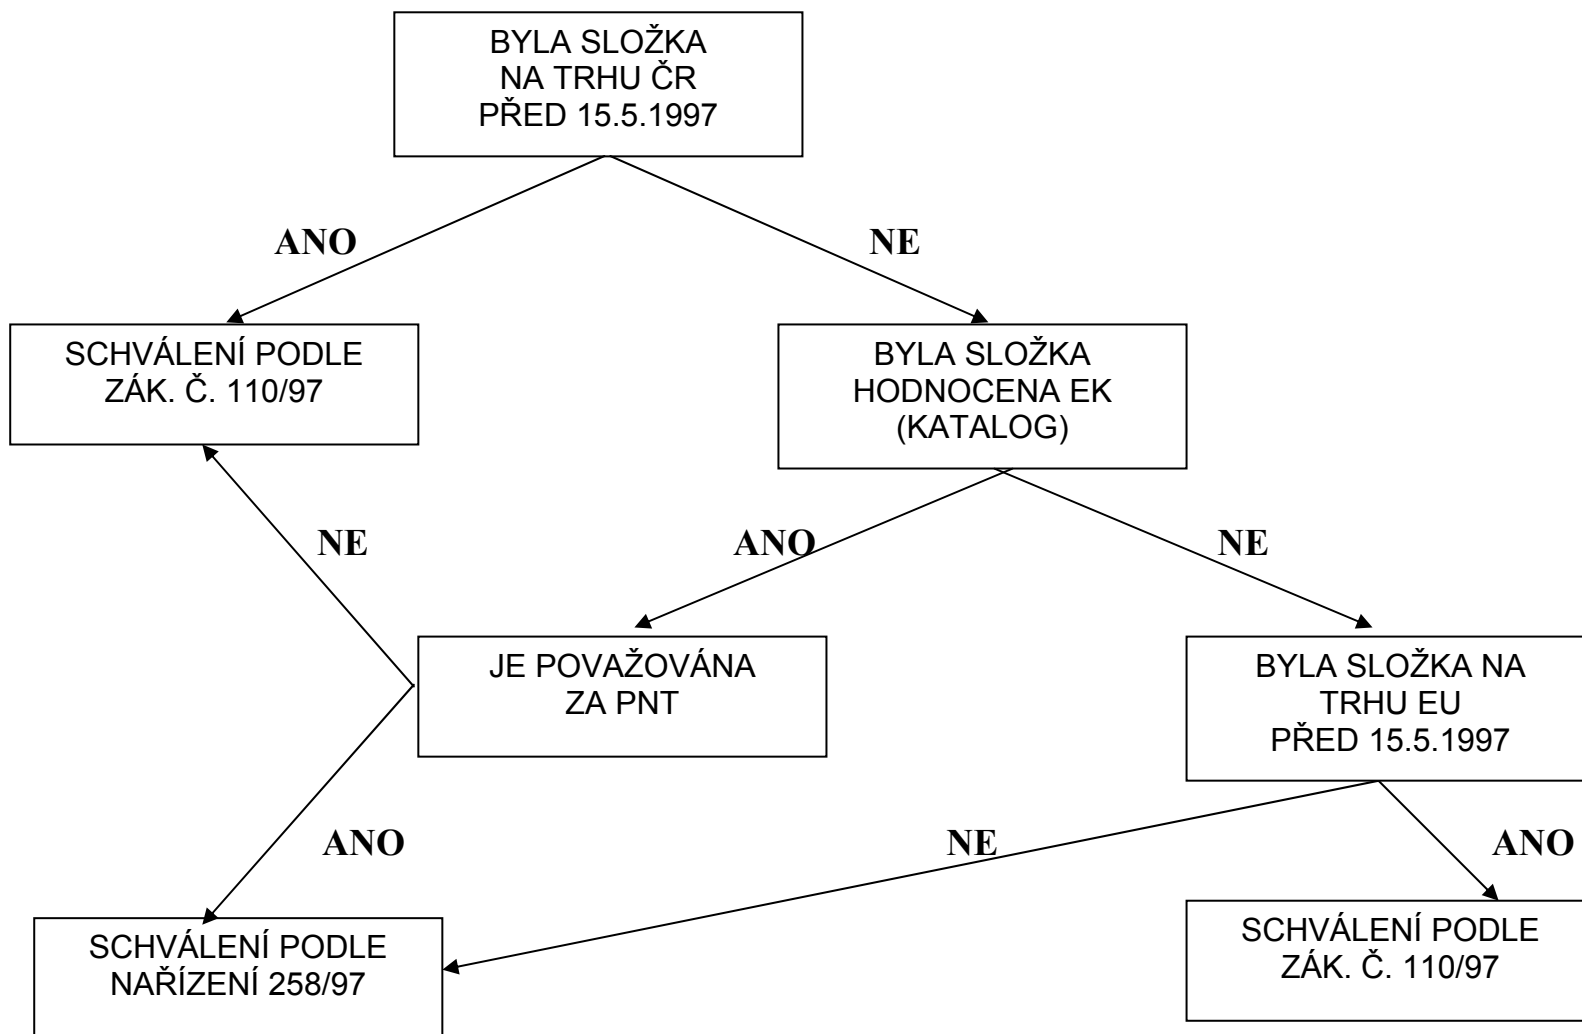 BYLA SLOŽKA
NA TRHU ČR
PŘED 15.5.1997
ANO
NE
SCHVÁLENÍ PODLE
ZÁK. Č. 110/97
BYLA SLOŽKA
HODNOCENA EK
(KATALOG)
NE
ANO
NE
JE POVAŽOVÁNA
ZA PNT
BYLA SLOŽKA NA
TRHU EU
PŘED 15.5.1997
ANO
NE
ANO
SCHVÁLENÍ PODLE
NAŘÍZENÍ 258/97
SCHVÁLENÍ PODLE
ZÁK. Č. 110/97